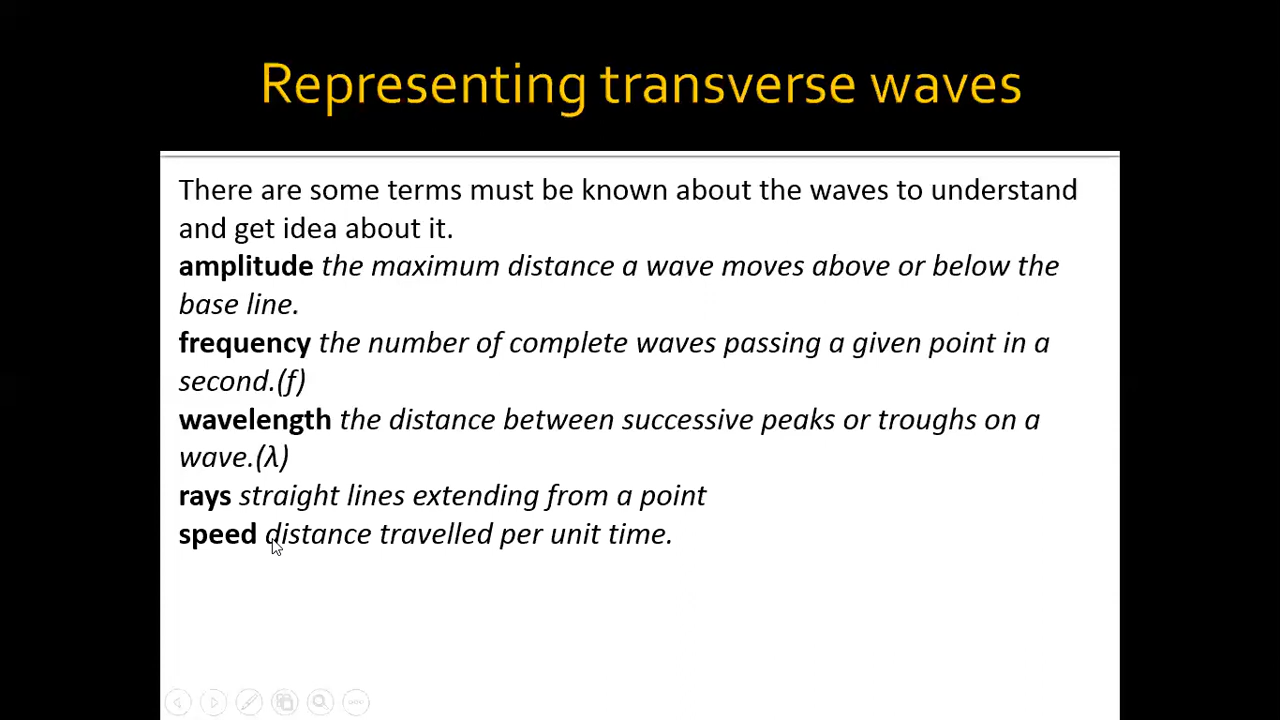 Representing transverse waves
There are some terms must be known about the waves to understand
and get idea about it.
amplitude the maximum distance a wave moves above or below the
base line.
frequency the number of complete waves passing a given point in a
second.(f)
wavelength the distance between successive peaks or troughs on a
wave.(λ)
rays straight lines extending from a point
speed distance travelled per unit time.